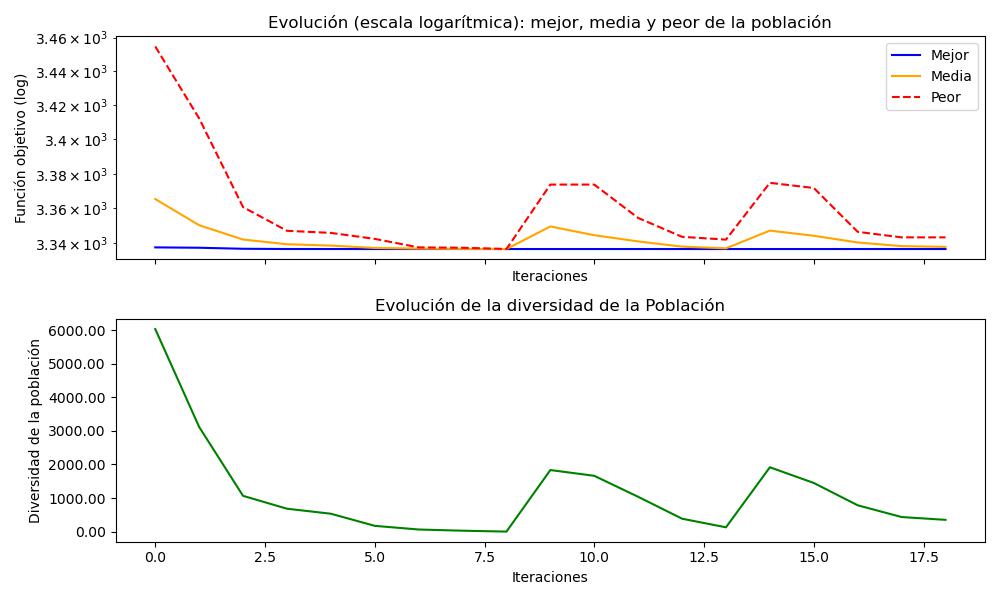 Evolución (escala logarítmica): mejor, media y peor de la población
3.46 × 10³
3.44 × 10³
3.42 × 10³
3.4 × 10³
3.38 × 10³
3.36 × 10³
3.34 × 10³
Función objetivo (log)
Mejor
Media
Peor
Iteraciones
Evolución de la diversidad de la Población
6000.00
5000.00
4000.00
3000.00
2000.00
1000.00
0.00
Diversidad de la población
0.0 2.5 5.0 7.5 10.0 12.5 15.0 17.5
Iteraciones